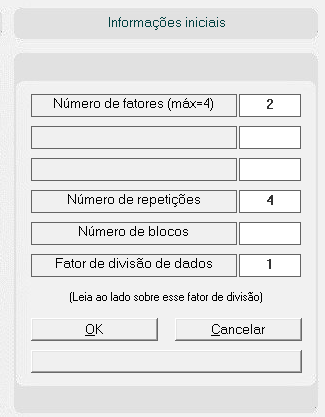 Informações iniciais
Número de fatores (máx=4) 2
Número de repetições 4
Número de blocos
Fator de divisão de dados 1
(Leia ao lado sobre esse fator de divisão)
OK Cancelar